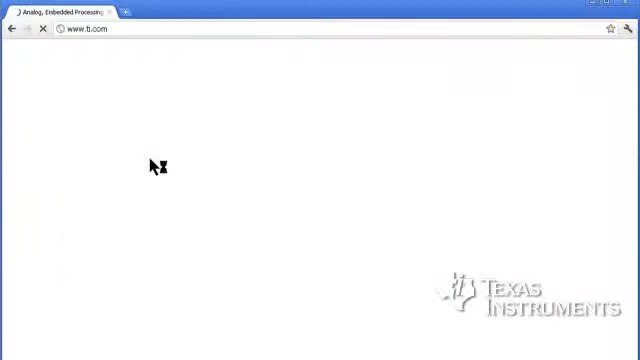 Analog, Embedded Processing
www.ti.com
TEXAS
INSTRUMENTS